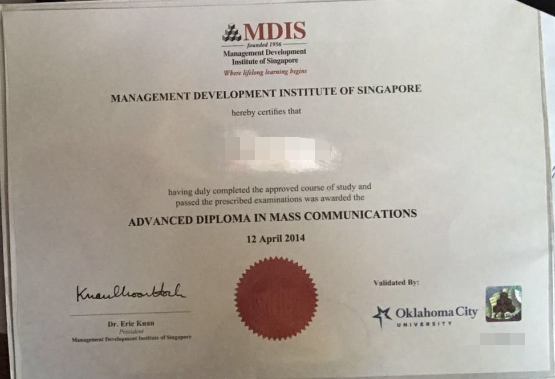 MDIS
founded 1956
Management Development
Institute of Singapore
Where lifelong learning begins
MANAGEMENT DEVELOPMENT INSTITUTE OF SINGAPORE
hereby certifies that
having duly completed the approved course of study and
passed the prescribed examinations was awarded the
ADVANCED DIPLOMA IN MASS COMMUNICATIONS
12 April 2014
Validated By:
Oklahoma City
UNIVERSITY
Dr. Eric Kuan
President
Management Development Institute of Singapore